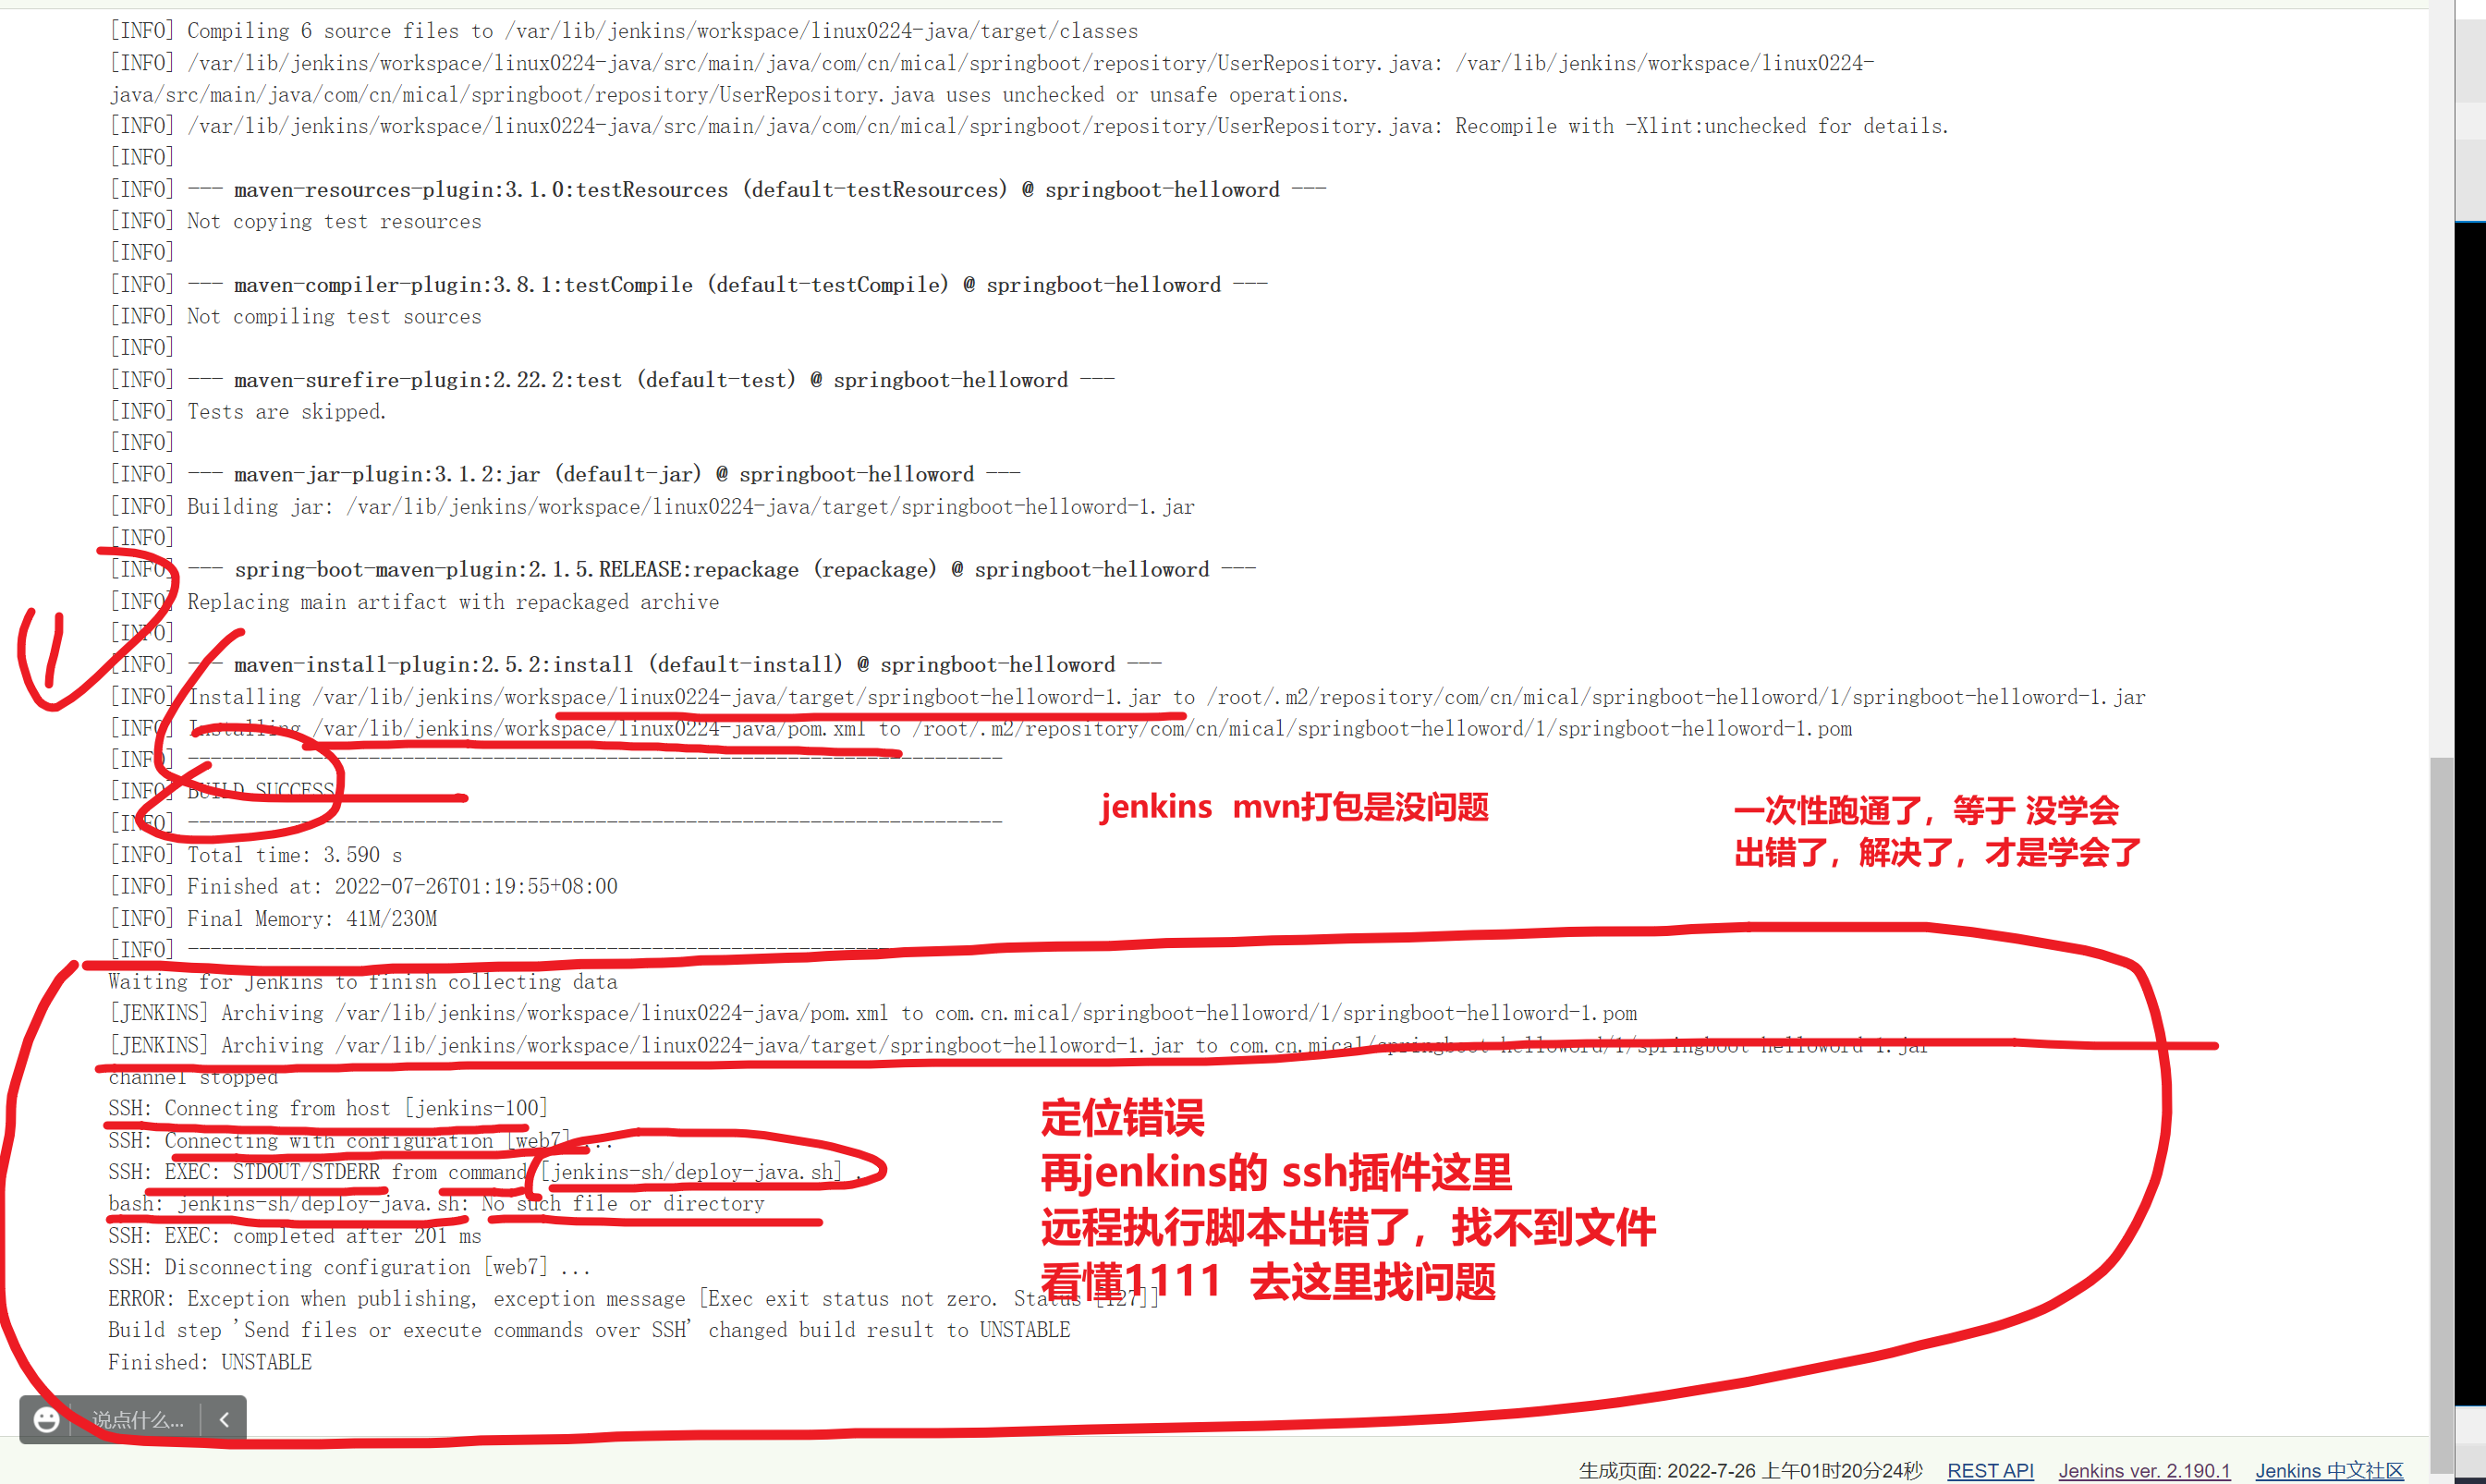 [INFO] Compiling 6 source files to /var/lib/jenkins/workspace/linux0224-java/target/classes
[INFO] /var/lib/jenkins/workspace/linux0224-java/src/main/java/com/cn/mical/springboot/repository/UserRepository.java: /var/lib/jenkins/workspace/linux0224-
java/src/main/java/com/cn/mical/springboot/repository/UserRepository.java uses unchecked or unsafe operations.
[INFO] /var/lib/jenkins/workspace/linux0224-java/src/main/java/com/cn/mical/springboot/repository/UserRepository.java: Recompile with -Xlint:unchecked for details.
[INFO]
[INFO] --- maven-resources-plugin:3.1.0:testResources (default-testResources) @ springboot-helloword ---
[INFO] Not copying test resources
[INFO]
[INFO] --- maven-compiler-plugin:3.8.1:testCompile (default-testCompile) @ springboot-helloword ---
[INFO] Not compiling test sources
[INFO]
[INFO] --- maven-surefire-plugin:2.22.2:test (default-test) @ springboot-helloword ---
[INFO] Tests are skipped.
[INFO]
[INFO] --- maven-jar-plugin:3.1.2:jar (default-jar) @ springboot-helloword ---
[INFO] Building jar: /var/lib/jenkins/workspace/linux0224-java/target/springboot-helloword-1.jar
[INFO]
[INFO] --- spring-boot-maven-plugin:2.1.5.RELEASE:repackage (repackage) @ springboot-helloword ---
[INFO] Replacing main artifact with repackaged archive
[INFO]
[INFO] --- maven-install-plugin:2.5.2:install (default-install) @ springboot-helloword ---
[INFO] Installing /var/lib/jenkins/workspace/linux0224-java/target/springboot-helloword-1.jar to /root/.m2/repository/com/cn/mical/springboot-helloword/1/springboot-helloword-1.jar
[INFO] Installing /var/lib/jenkins/workspace/linux0224-java/pom.xml to /root/.m2/repository/com/cn/mical/springboot-helloword/1/springboot-helloword-1.pom
[INFO] ------------------------------------------------------------------------
[INFO] BUILD SUCCESS
jenkins mvn打包是没问题
一次性跑通了，等于 没学会
出错了，解决了，才是学会了
[INFO] ------------------------------------------------------------------------
[INFO] Total time: 3.590 s
[INFO] Finished at: 2022-07-26T01:19:55+08:00
[INFO] Final Memory: 41M/230M
[INFO] ------------------------------------------------------------------------
Waiting for Jenkins to finish collecting data
[JENKINS] Archiving /var/lib/jenkins/workspace/linux0224-java/pom.xml to com.cn.mical/springboot-helloword/1/springboot-helloword-1.pom
[JENKINS] Archiving /var/lib/jenkins/workspace/linux0224-java/target/springboot-helloword-1.jar to com.cn.mical/springboot-helloword/1/springboot-helloword-1.jar
channel stopped
SSH: Connecting from host [jenkins-100]
SSH: Connecting with configuration [web7] ...
SSH: EXEC: STDOUT/STDERR from command [jenkins-sh/deploy-java.sh] .
bash: jenkins-sh/deploy-java.sh: No such file or directory
SSH: EXEC: completed after 201 ms
SSH: Disconnecting configuration [web7] ...
ERROR: Exception when publishing, exception message [Exec exit status not zero. Status [127]]
Build step 'Send files or execute commands over SSH' changed build result to UNSTABLE
Finished: UNSTABLE
定位错误
再jenkins的 ssh插件这里
远程执行脚本出错了，找不到文件
看懂1111 去这里找问题
说点什么...
生成页面: 2022-7-26 上午01时20分24秒 REST API Jenkins ver. 2.190.1 Jenkins 中文社区